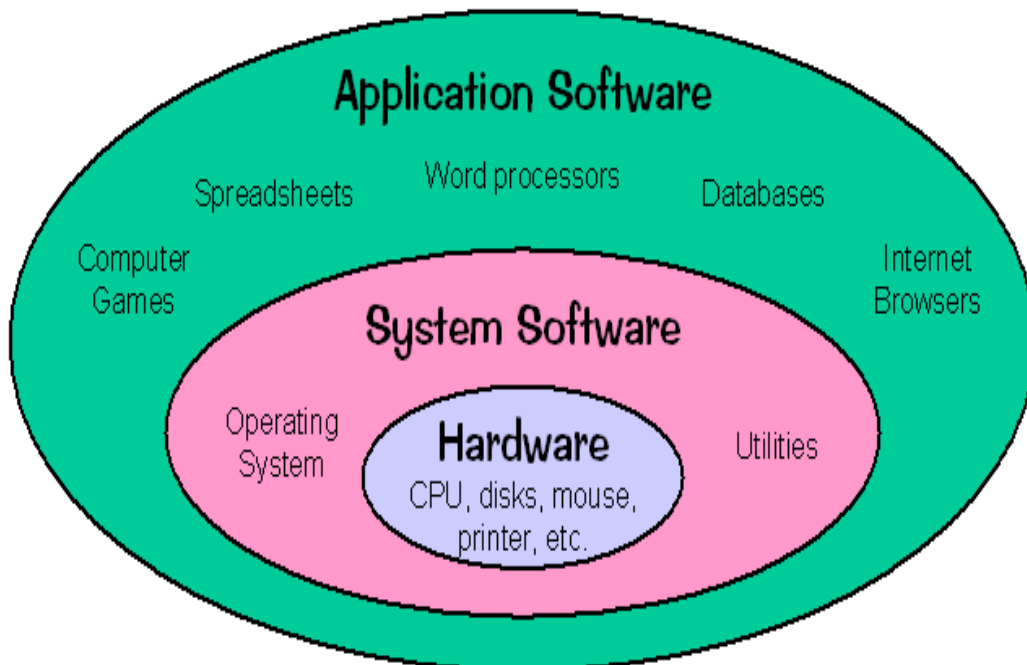 Application Software
Word processors
Spreadsheets
Databases
Computer
Games
Internet
Browsers
System Software
Operating
System
Utilities
Hardware
CPU, disks, mouse,
printer, etc.